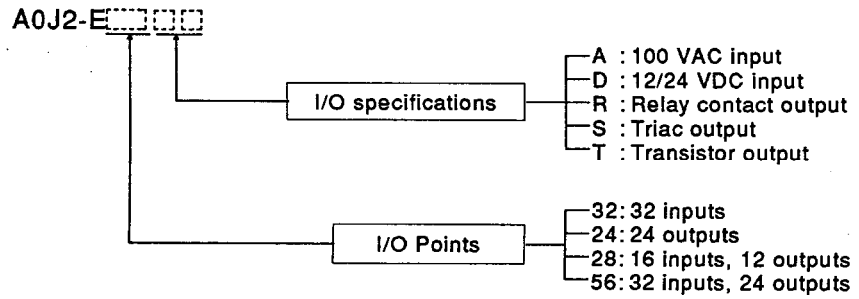 A0J2-E
I/O specifications
A : 100 VAC input
D : 12/24 VDC input
R : Relay contact output
S : Triac output
T : Transistor output
I/O Points
32: 32 inputs
24: 24 outputs
28: 16 inputs, 12 outputs
56: 32 inputs, 24 outputs